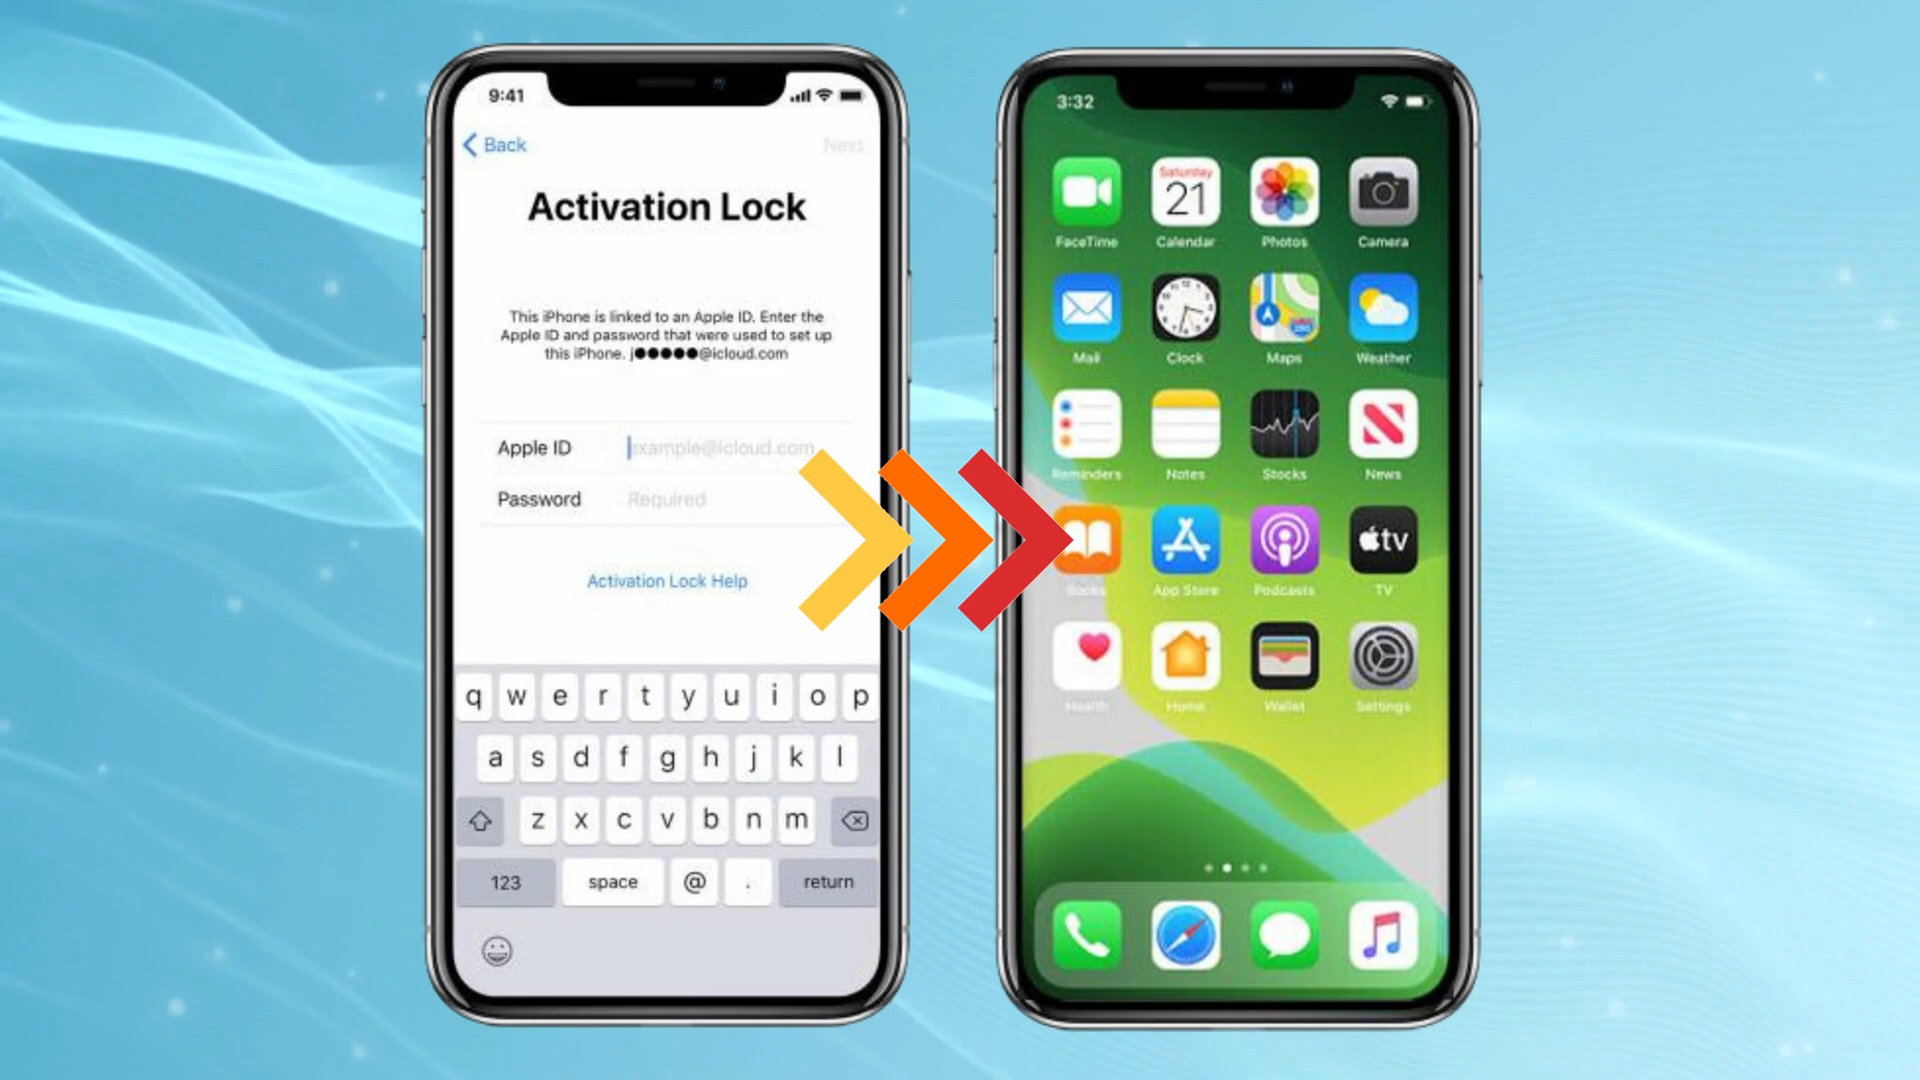 9:41
Back
Next
Activation Lock
This iPhone is linked to an Apple ID. Enter the
Apple ID and password that were used to set up
this iPhone. j●●●●●@icloud.com
Apple ID example@icloud.com
Password Required
Activation Lock Help
q w e r t y u i o p
a s d f g h j k l
z x c v b n m
123 space @ . return
3:32
Saturday
21
FaceTime Calendar Photos Camera
280
Mail Clock Maps Weather
Reminders Notes Stocks News
tv
Books App Store Podcasts TV
Health Home Wallet Settings